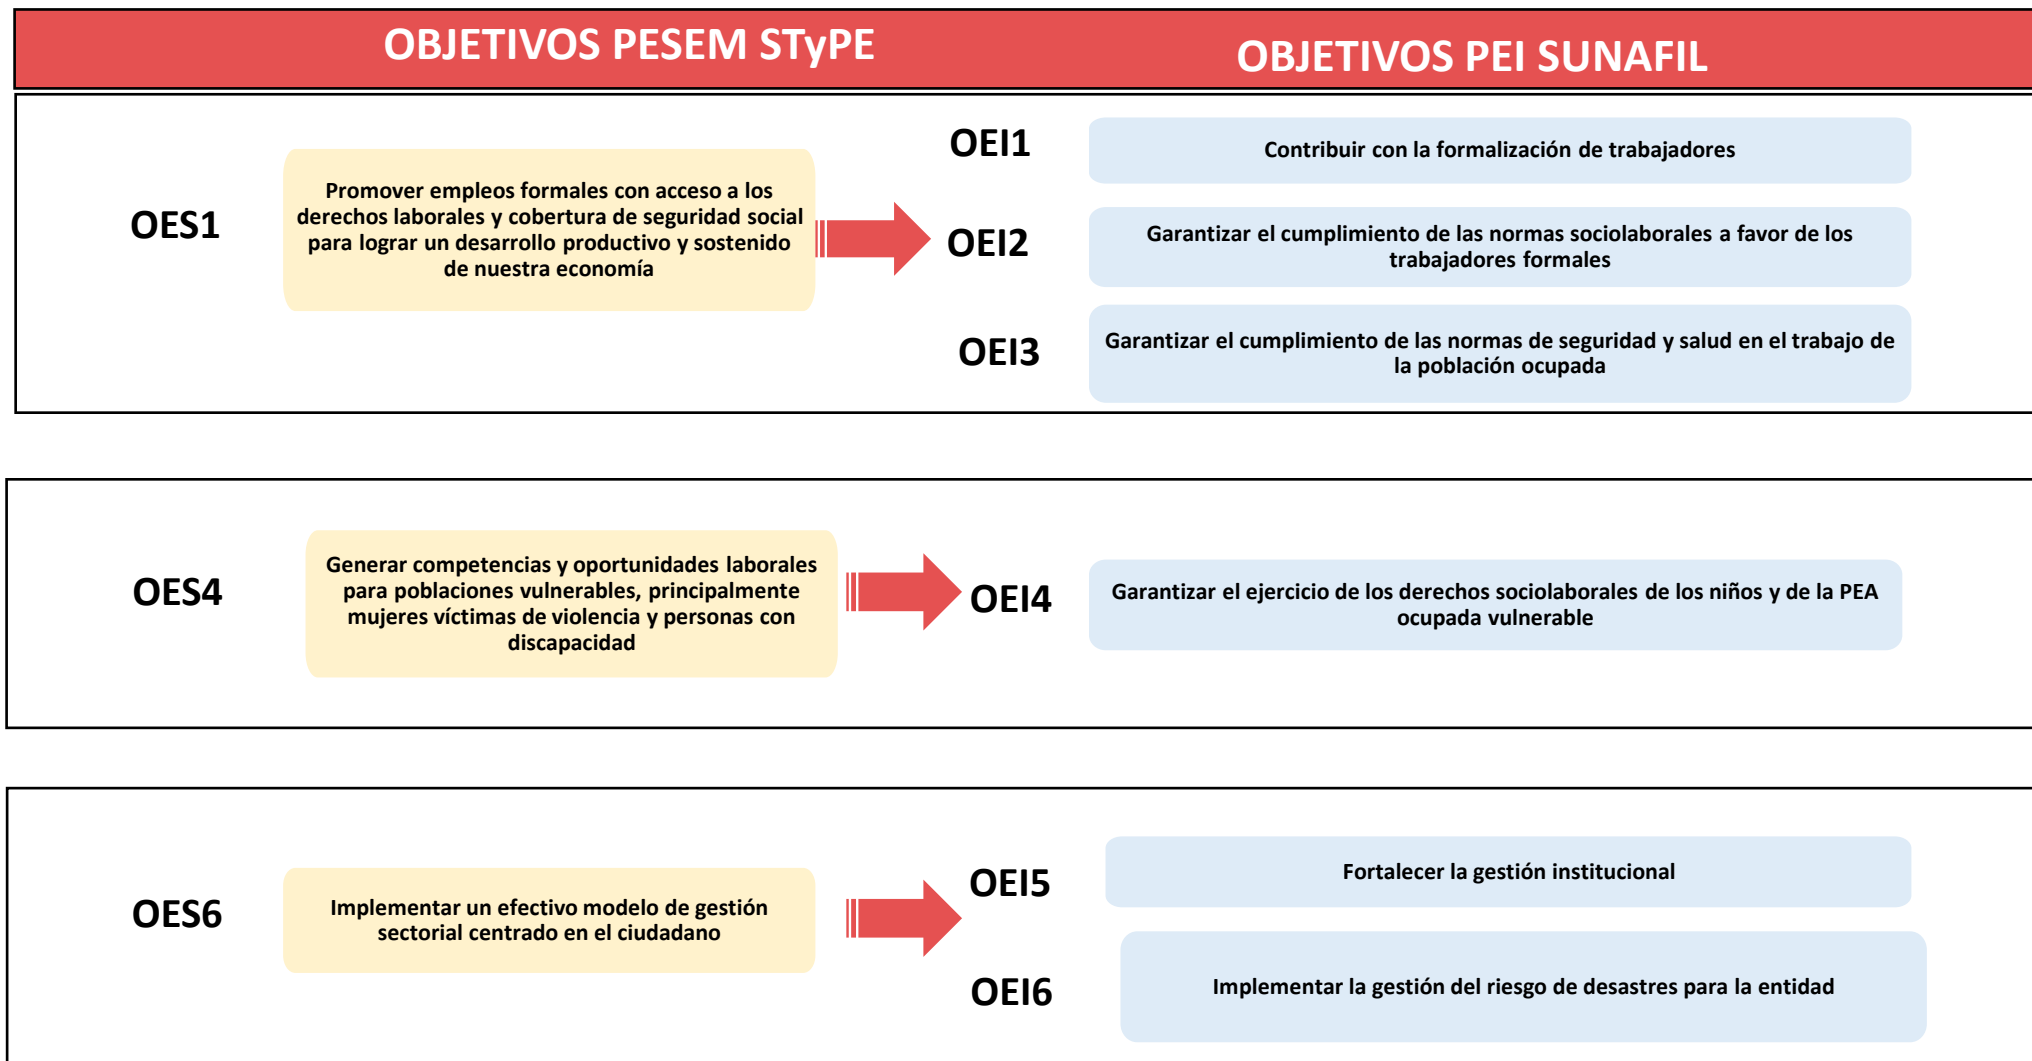 OBJETIVOS PESEM STyPE
OBJETIVOS PEI SUNAFIL
OES1
Promover empleos formales con acceso a los
derechos laborales y cobertura de seguridad social
para lograr un desarrollo productivo y sostenido
de nuestra economía
OEI1
Contribuir con la formalización de trabajadores
OEI2
Garantizar el cumplimiento de las normas sociolaborales a favor de los
trabajadores formales
OEI3
Garantizar el cumplimiento de las normas de seguridad y salud en el trabajo de
la población ocupada
OES4
Generar competencias y oportunidades laborales
para poblaciones vulnerables, principalmente
mujeres víctimas de violencia y personas con
discapacidad
OEI4
Garantizar el ejercicio de los derechos sociolaborales de los niños y de la PEA
ocupada vulnerable
OES6
Implementar un efectivo modelo de gestión
sectorial centrado en el ciudadano
OEI5
Fortalecer la gestión institucional
OEI6
Implementar la gestión del riesgo de desastres para la entidad